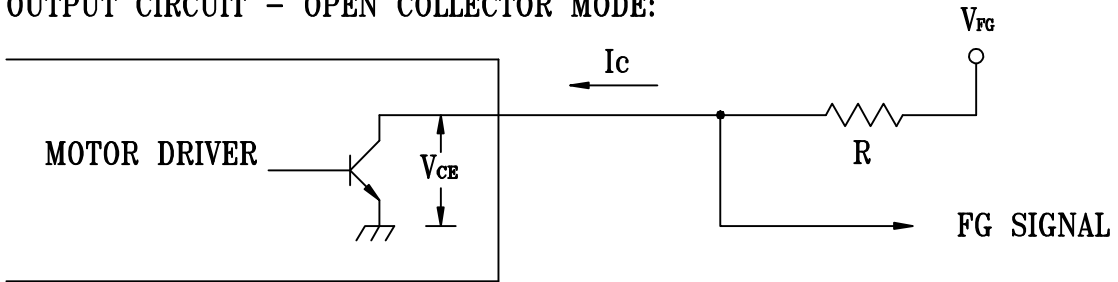 OUTPUT CIRCUIT - OPEN COLLECTOR MODE:
VFG
Ic
MOTOR DRIVER
VCE
R
FG SIGNAL